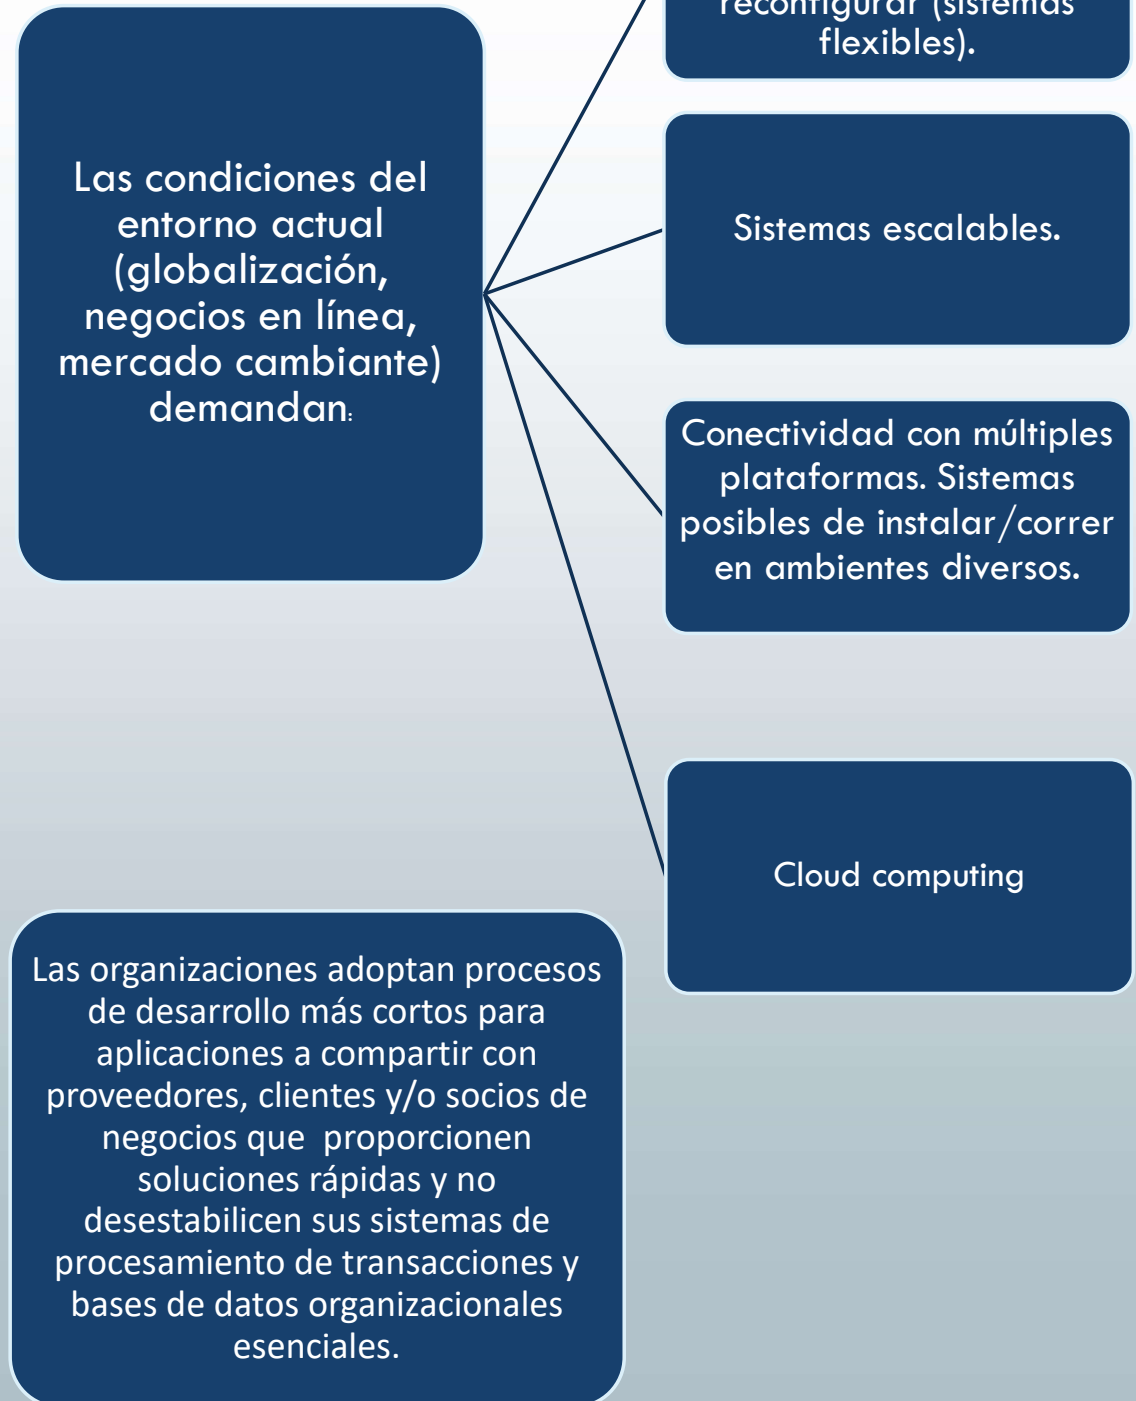 Las condiciones del
entorno actual
(globalización,
negocios en línea,
mercado cambiante)
demandan:
reconfigurar (sistemas
flexibles).
Sistemas escalables.
Conectividad con múltiples
plataformas. Sistemas
posibles de instalar/correr
en ambientes diversos.
Cloud computing
Las organizaciones adoptan procesos
de desarrollo más cortos para
aplicaciones a compartir con
proveedores, clientes y/o socios de
negocios que  proporcionen
soluciones rápidas y no
desestabilicen sus sistemas de
procesamiento de transacciones y
bases de datos organizacionales
esenciales.